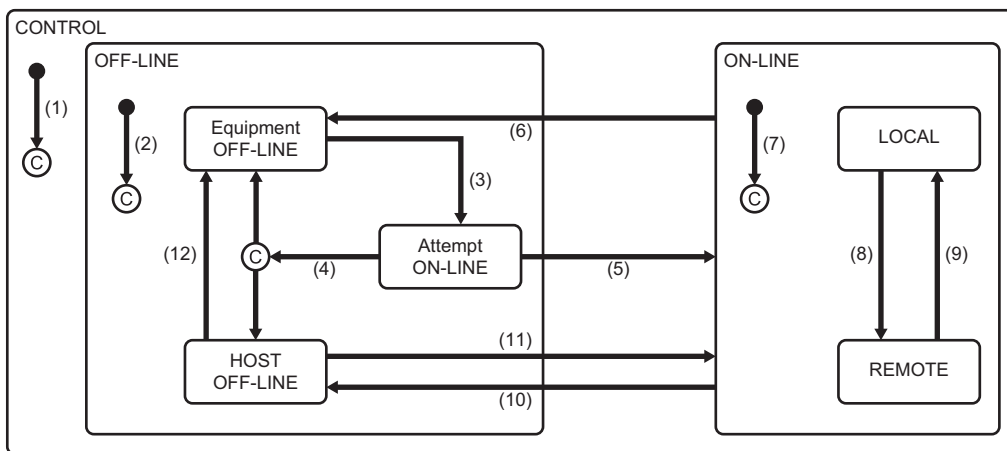 CONTROL
OFF-LINE
ON-LINE
(1)
C
(2)
C
Equipment
OFF-LINE
(6)
(3)
(7)
C
LOCAL
(12)
C
(4)
Attempt
ON-LINE
(5)
(8)
(9)
HOST
OFF-LINE
(11)
(10)
REMOTE